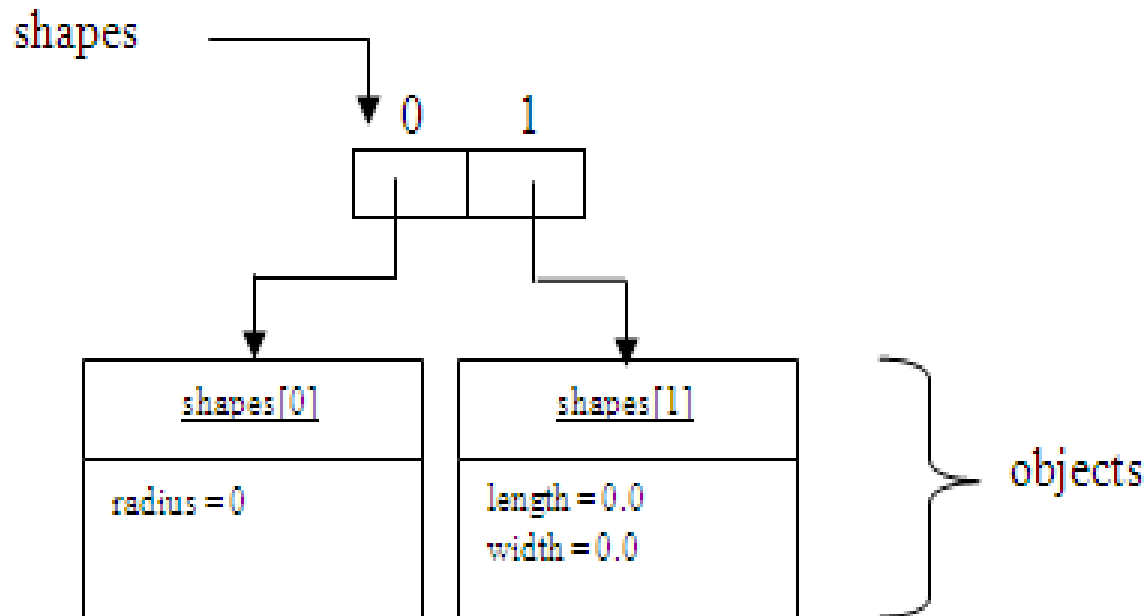 shapes
0 1
shapes[0]
radius = 0
shapes[1]
length = 0.0
width = 0.0
objects